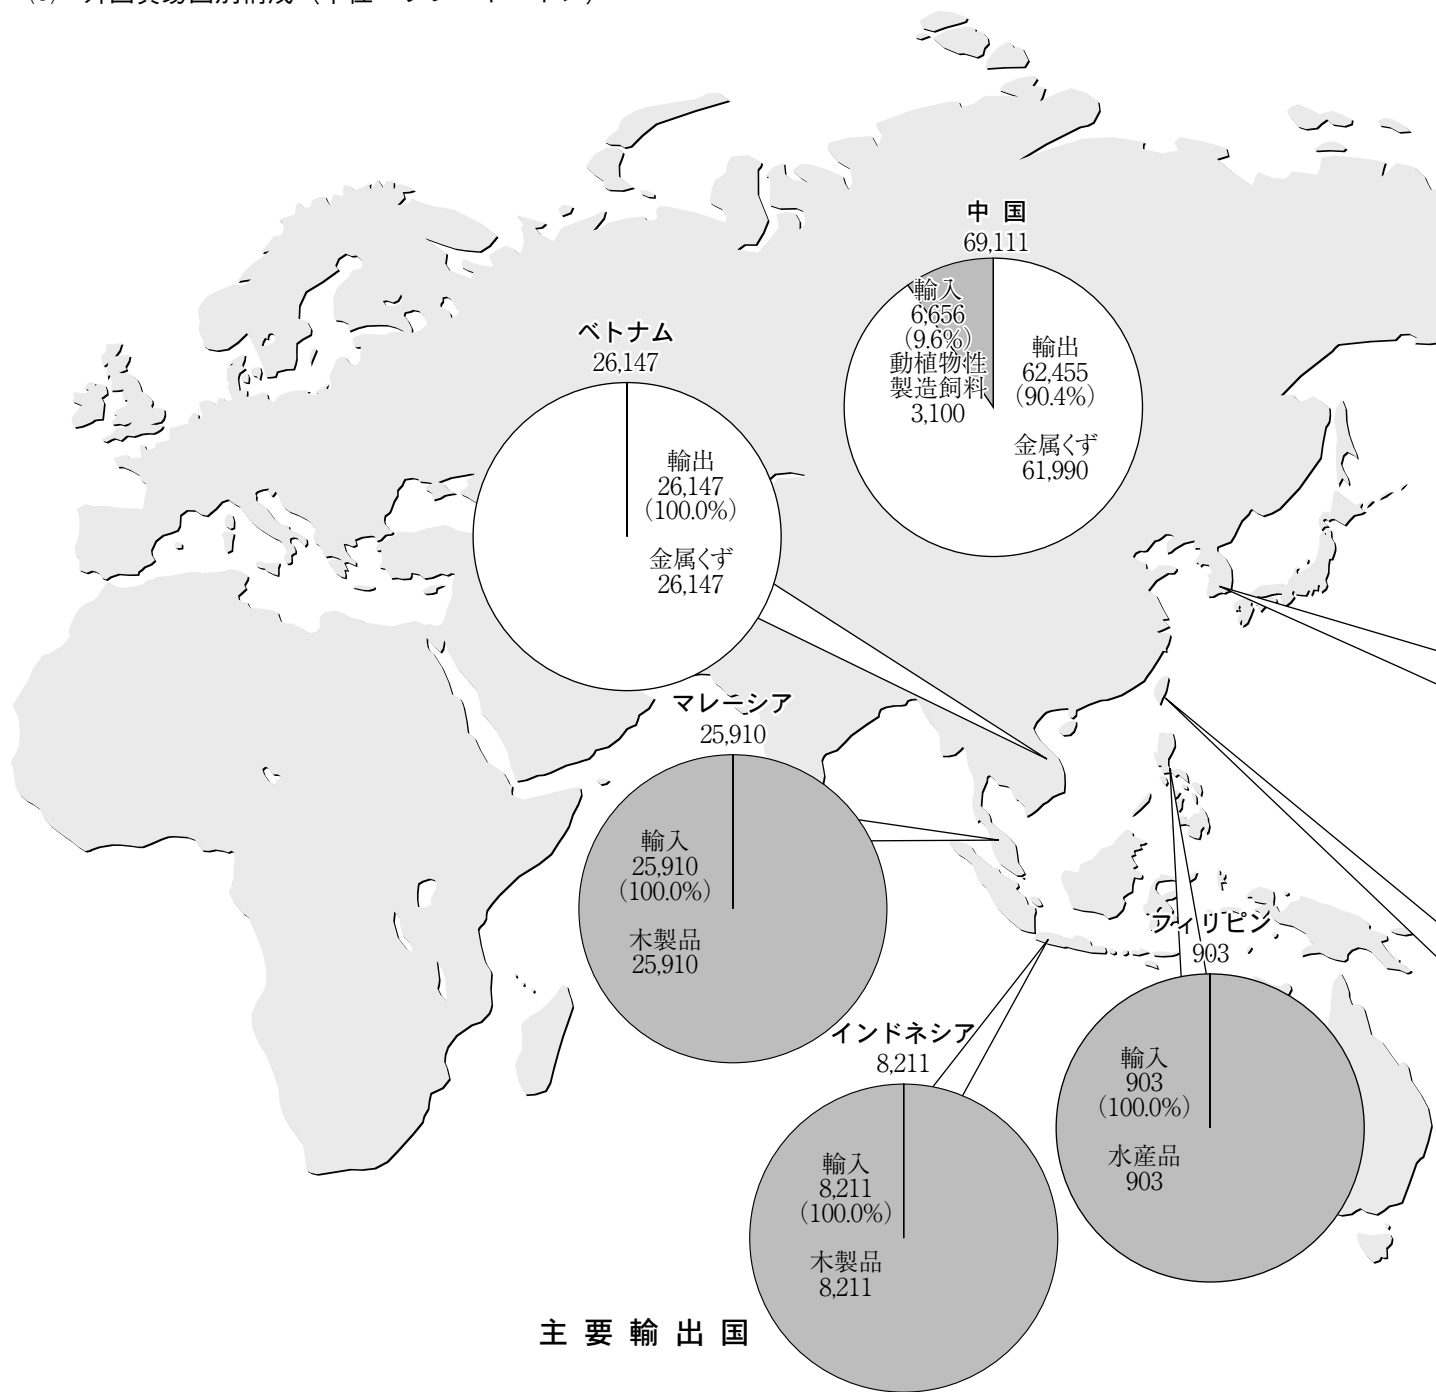 中国
69,111
輸入
6,656
（9.6%）
動植物性
製造飼料
3,100
輸出
62,455
（90.4%）
金属くず
61,990
ベトナム
26,147
輸出
26,147
（100.0%）
金属くず
26,147
マレーシア
25,910
輸入
25,910
（100.0%）
木製品
25,910
フィリピン
903
輸入
903
（100.0%）
水産品
903
インドネシア
8,211
輸入
8,211
（100.0%）
木製品
8,211
主要輸出国